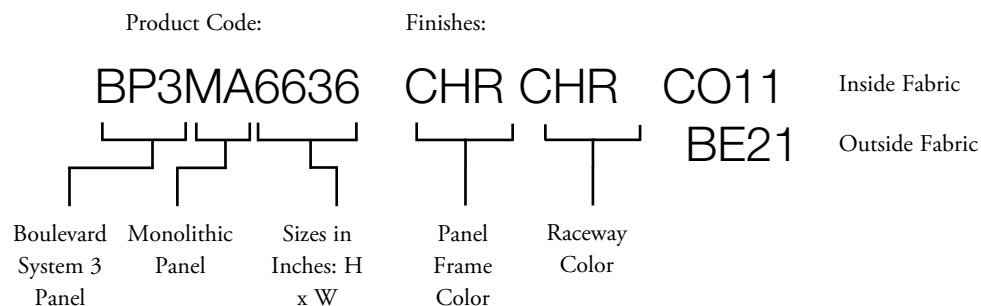 Product Code: Finishes:
BP3MA6636 CHR CHR CO11 Inside Fabric
BE21 Outside Fabric
Boulevard Monolithic Sizes in Panel Raceway
System 3 Panel Inches: H Frame Color
Panel x W Color